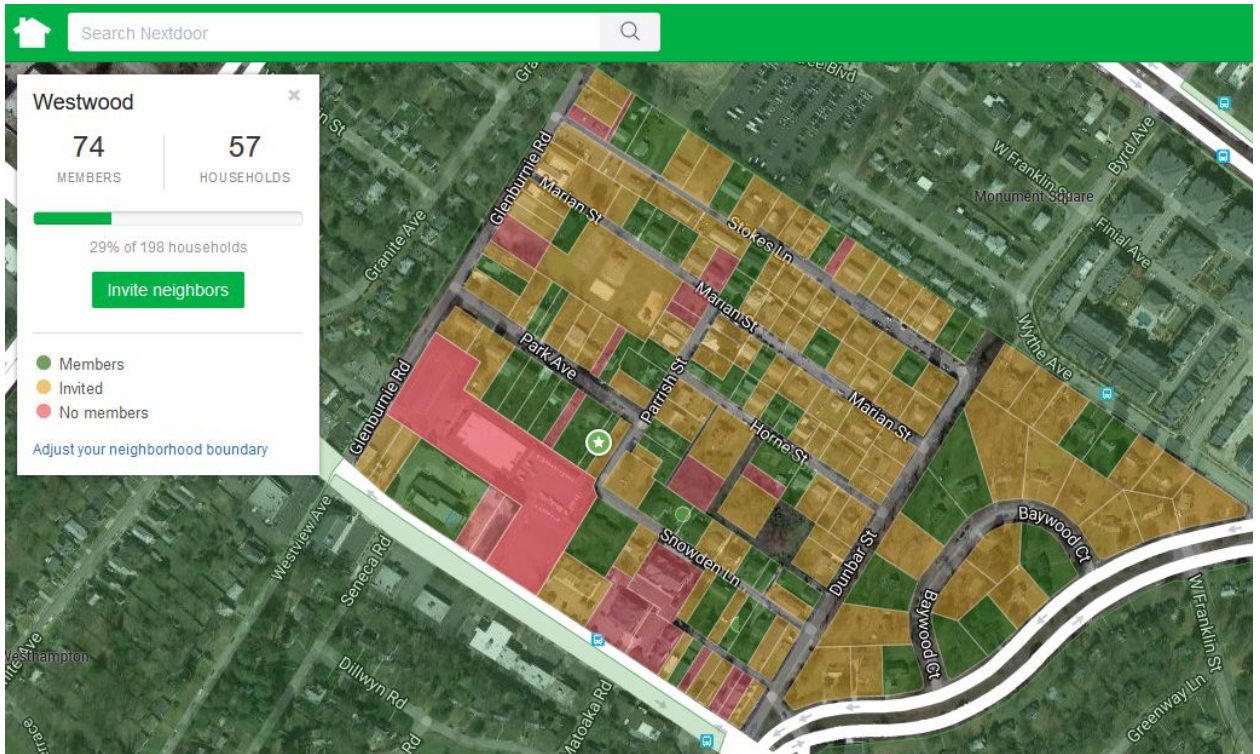 Search Nextdoor
Westwood
74
57
MEMBERS
HOUSEHOLDS
29% of 198 households
Invite neighbors
Members
Invited
No members
Adjust your neighborhood boundary
Glenburnie Rd
Marian St
Stokes Ln
W Franklin St
Byrd Ave
Monument Square
Finial Ave
Granite Ave
Marian St
Wythe Ave
Park Ave
Parrish St
Glenburnie Rd
Marian St
Horne St
Baywood Ct
Snowden Ln
Dunbar St
Westview Ave
Seneca Rd
Baywood Ct
W Franklin St
Dillwyn Rd
Matoaka Rd
Greenway Ln